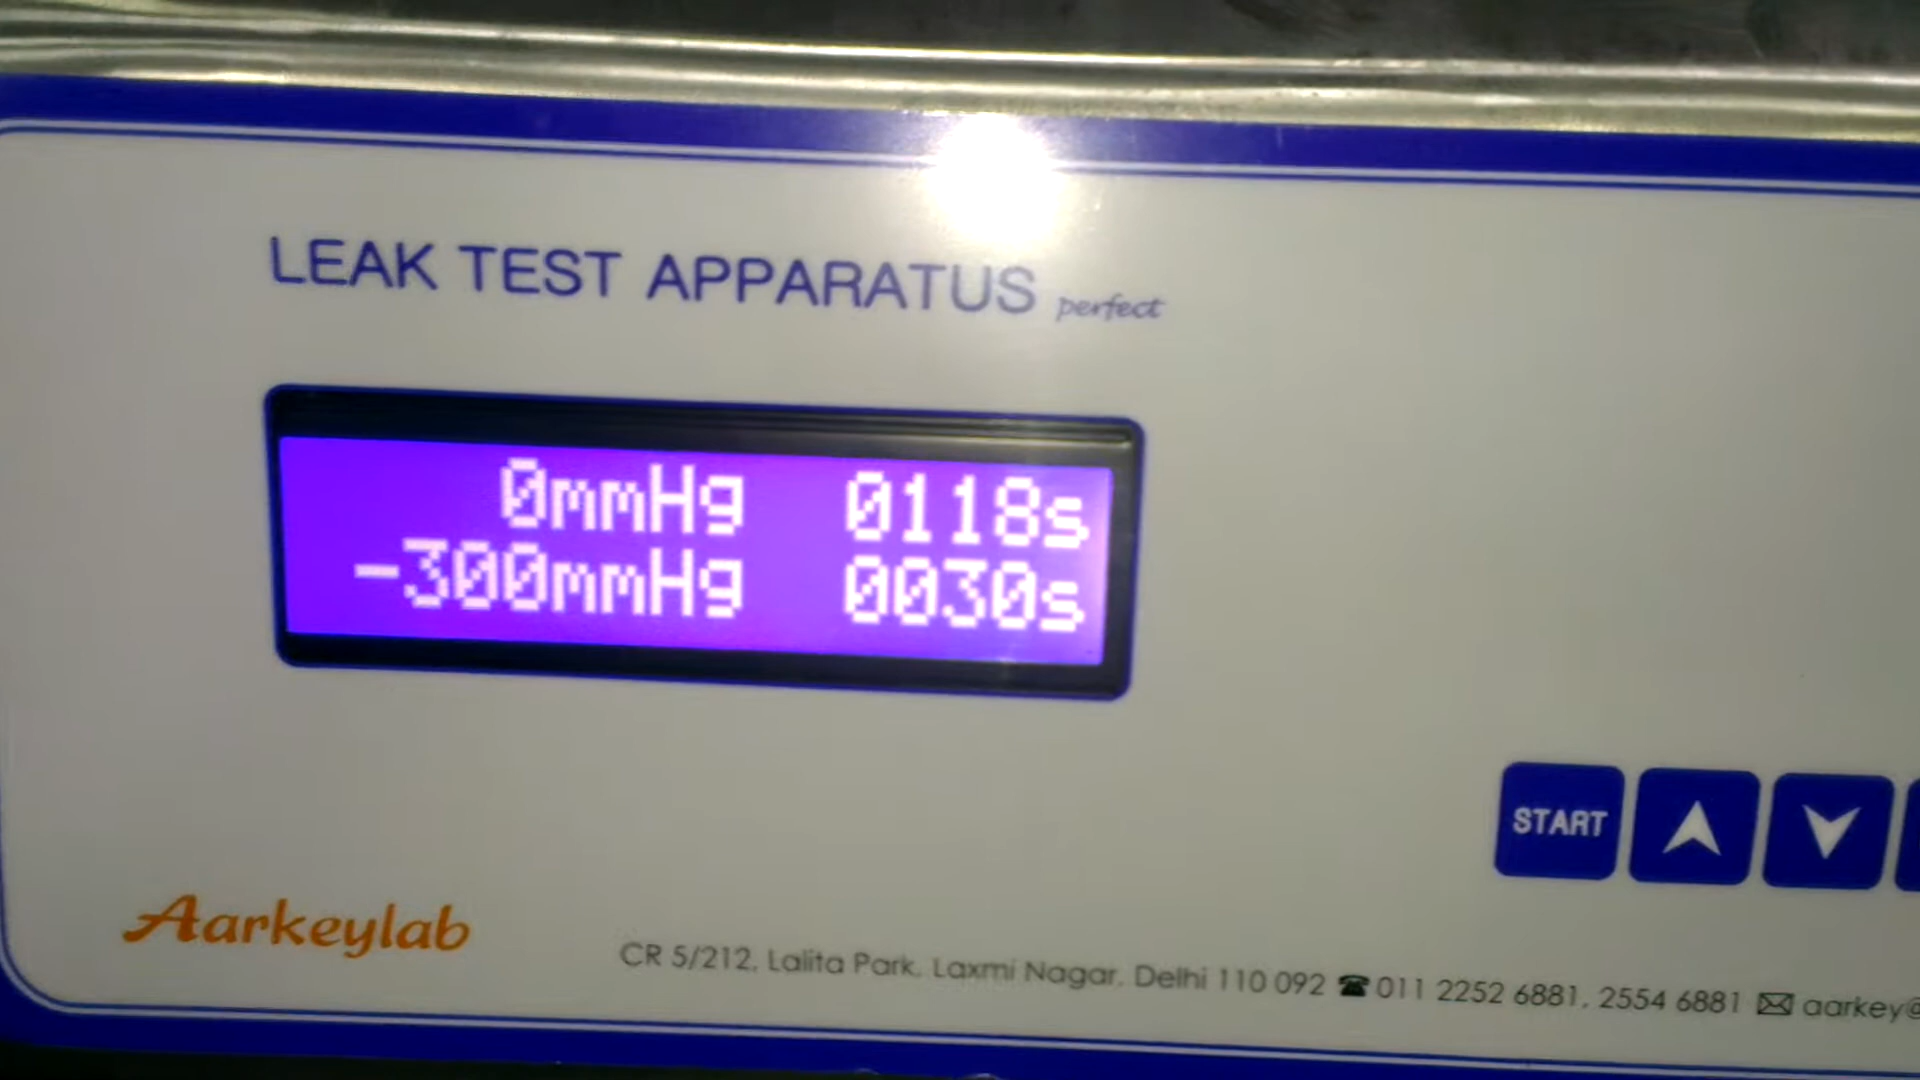 LEAK TEST APPARATUS perfect
0mmHg 0118s
-300mmHg 0030s
START
Aarkeylab
CR 5/212, Lalita Park, Laxmi Nagar, Delhi 110 092 ☎ 011 2252 6881, 2554 6881 ✉ aarkey@